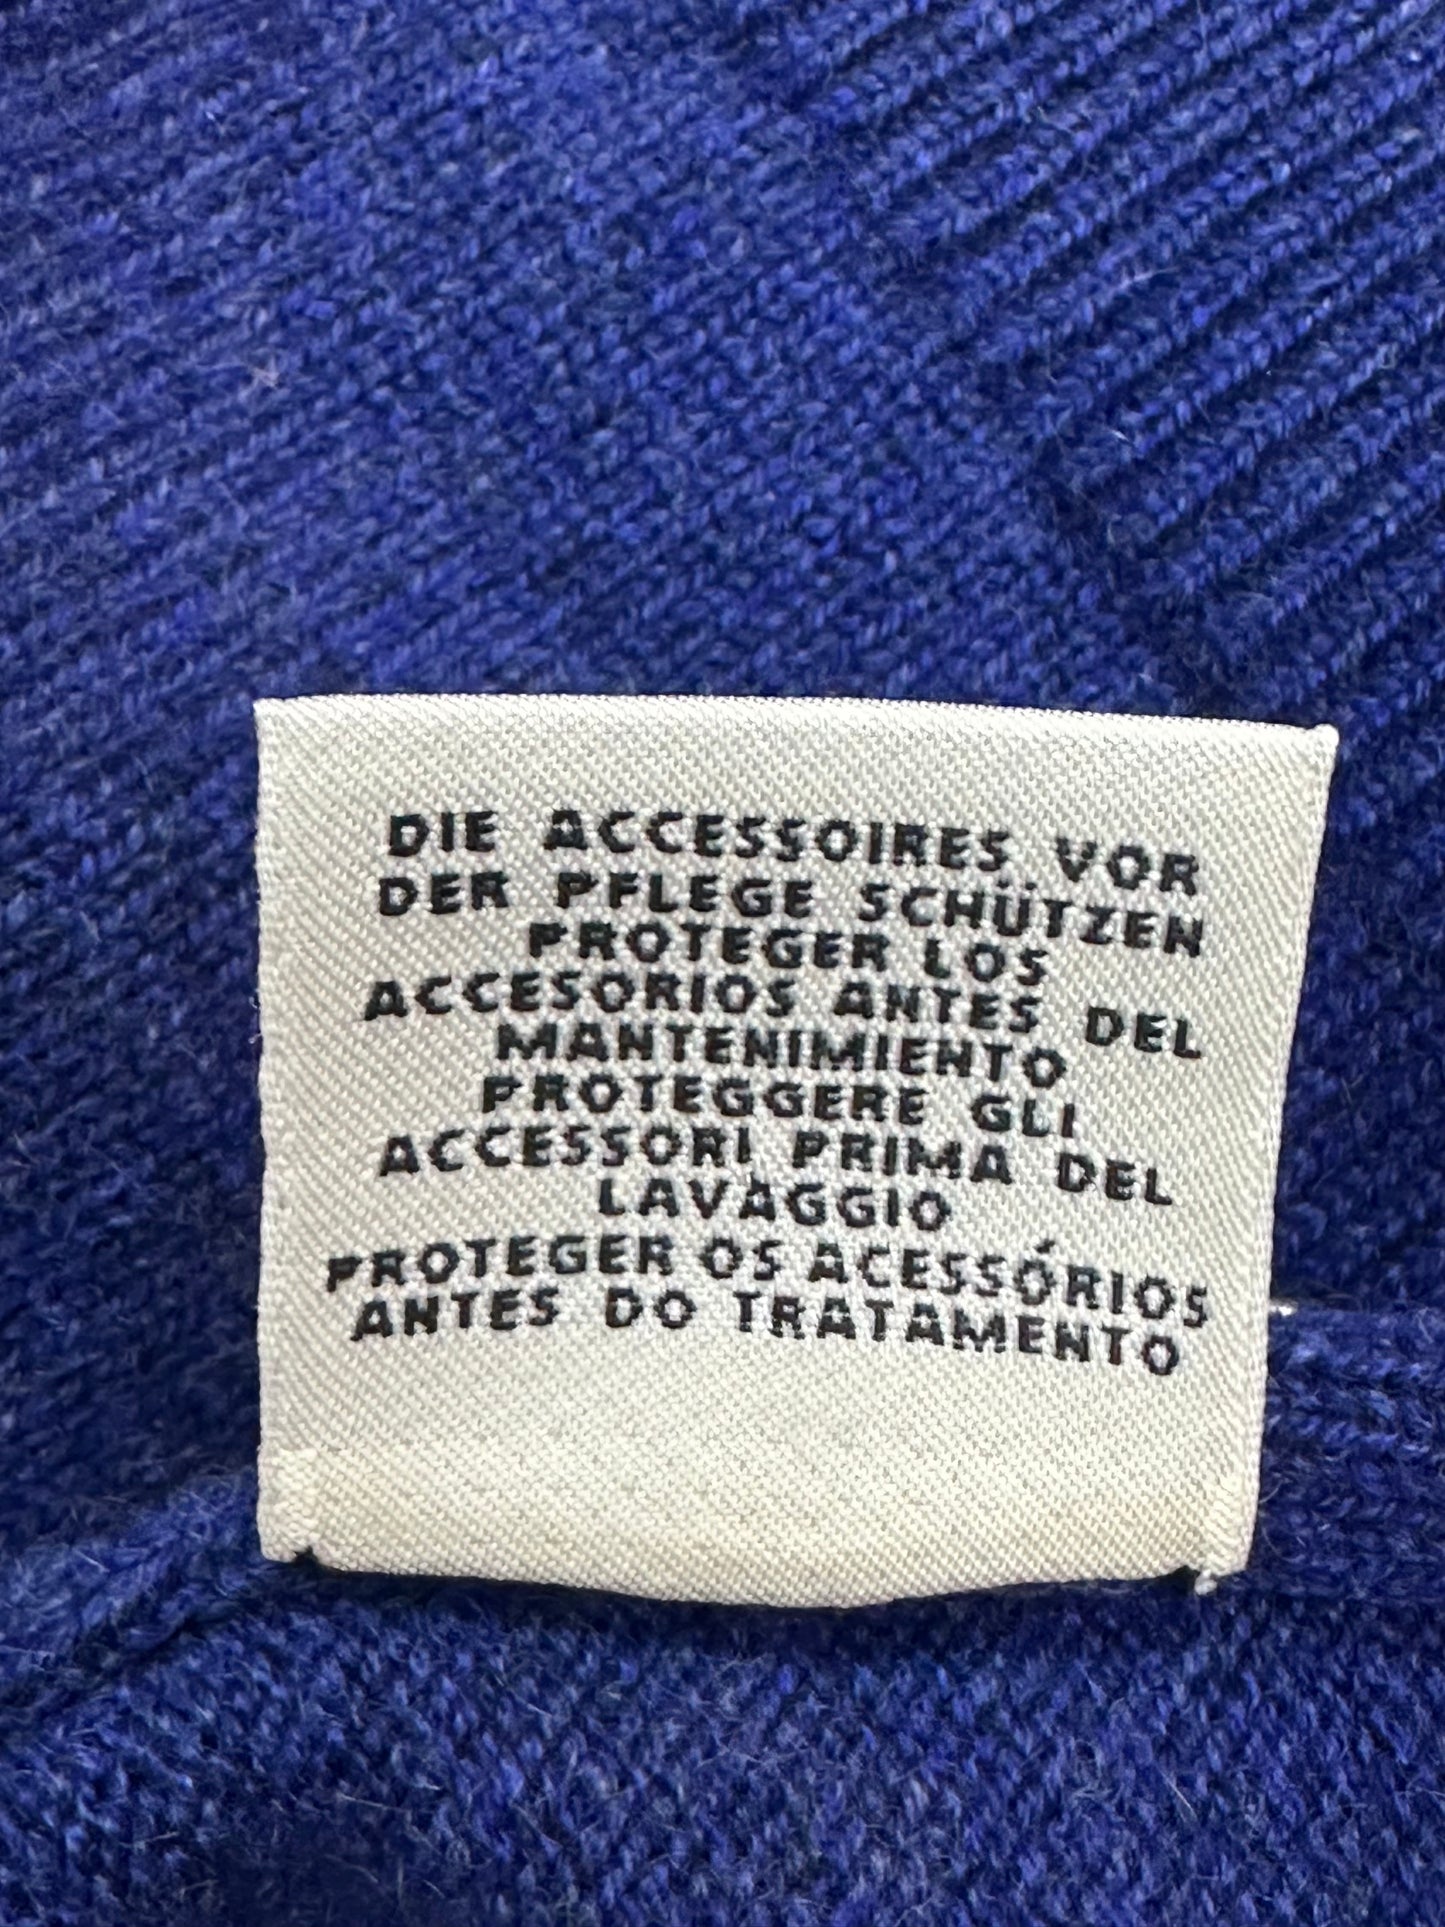 DIE ACCESSOIRES VOR
DER PFLEGE SCHÜTZEN
PROTEGER LOS
ACCESORIOS ANTES DEL
MANTENIMIENTO
PROTEGGERE GLI
ACCESSORI PRIMA DEL
LAVAGGIO
PROTEGER OS ACESSÓRIOS
ANTES DO TRATAMENTO